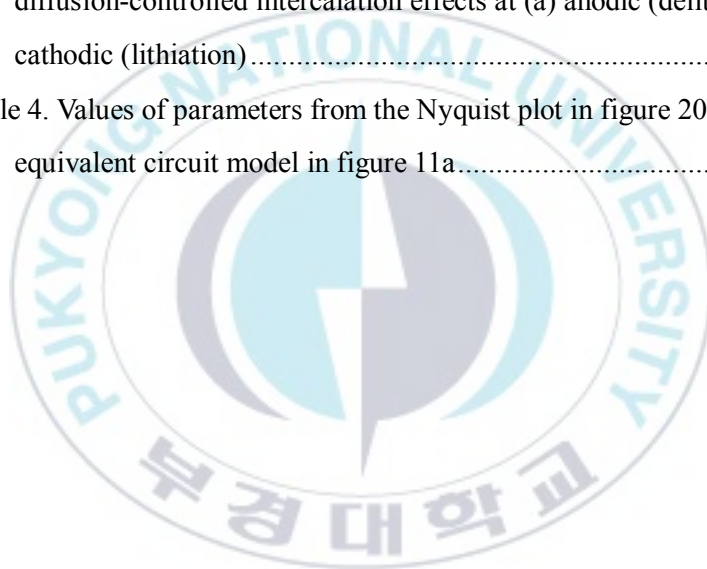 diffusion-controlled intercalation effects at (a) anodic (delit
cathodic (lithiation)................................................................
le 4. Values of parameters from the Nyquist plot in figure 20
equivalent circuit model in figure 11a...................................
PUKYONG NATIONAL UNIVERSITY
부경대학교